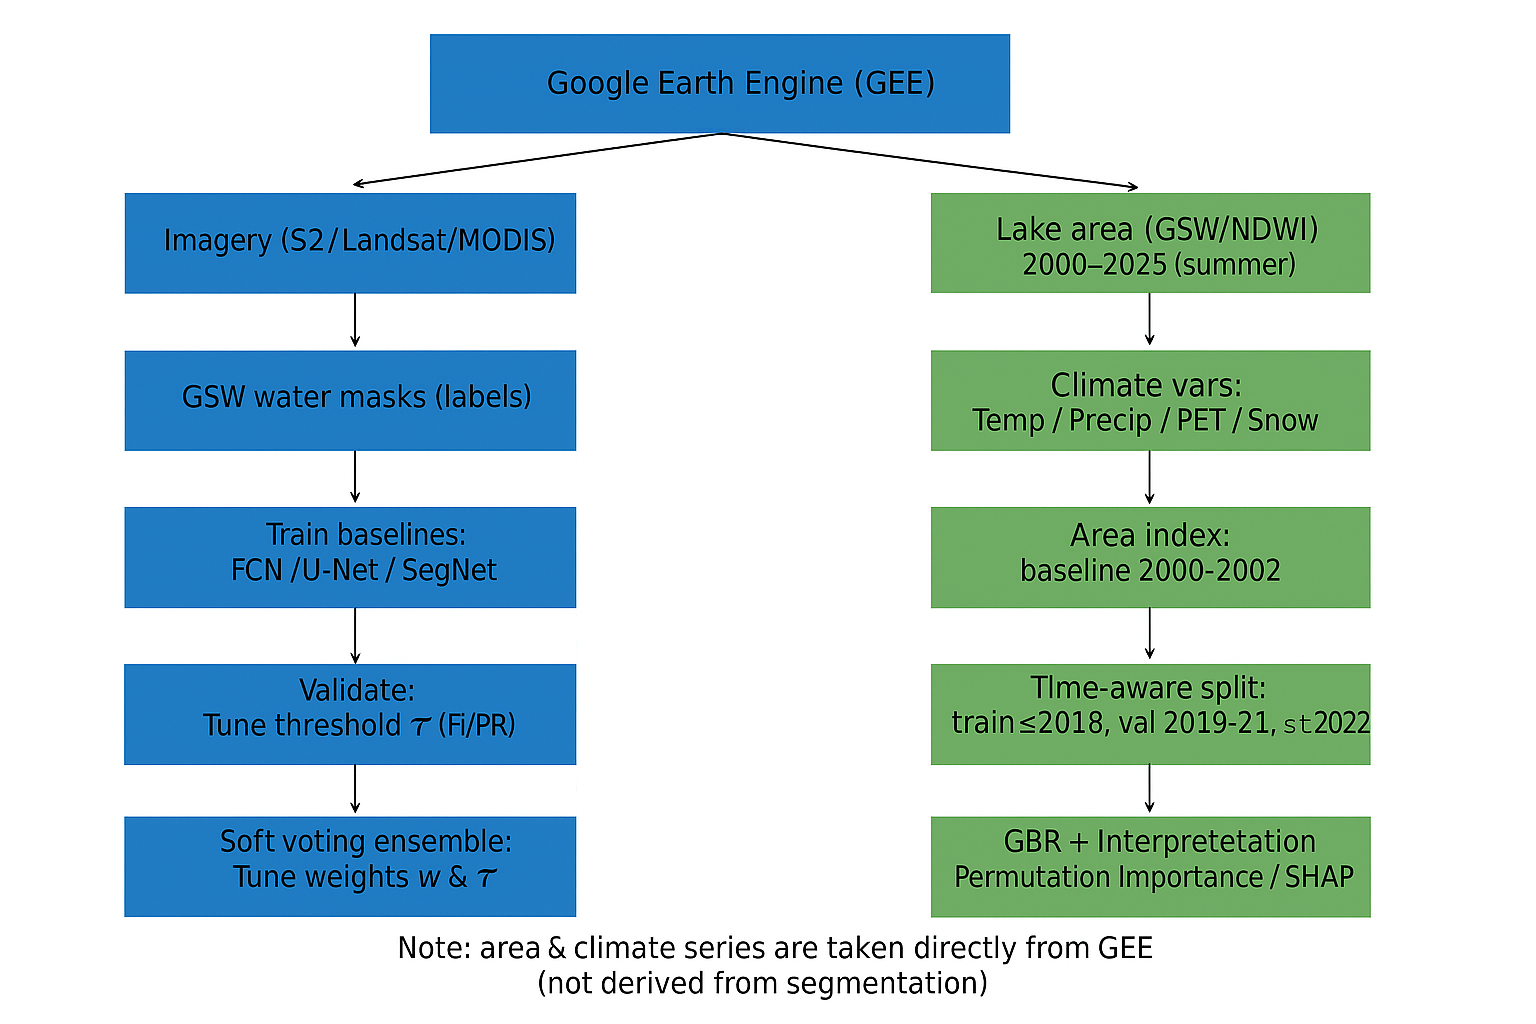 Google Earth Engine (GEE)
Imagery (S2/Landsat/MODIS)
GSW water masks (labels)
Train baselines:
FCN /U-Net / SegNet
Validate:
Tune threshold τ (Fi/PR)
Soft voting ensemble:
Tune weights w & τ
Lake area (GSW/NDWI)
2000–2025 (summer)
Climate vars:
Temp / Precip / PET / Snow
Area index:
baseline 2000-2002
TIme-aware split:
train≤2018, val 2019-21, st2022
GBR + Interpretetation
Permutation Importance / SHAP
Note: area & climate series are taken directly from GEE
(not derived from segmentation)